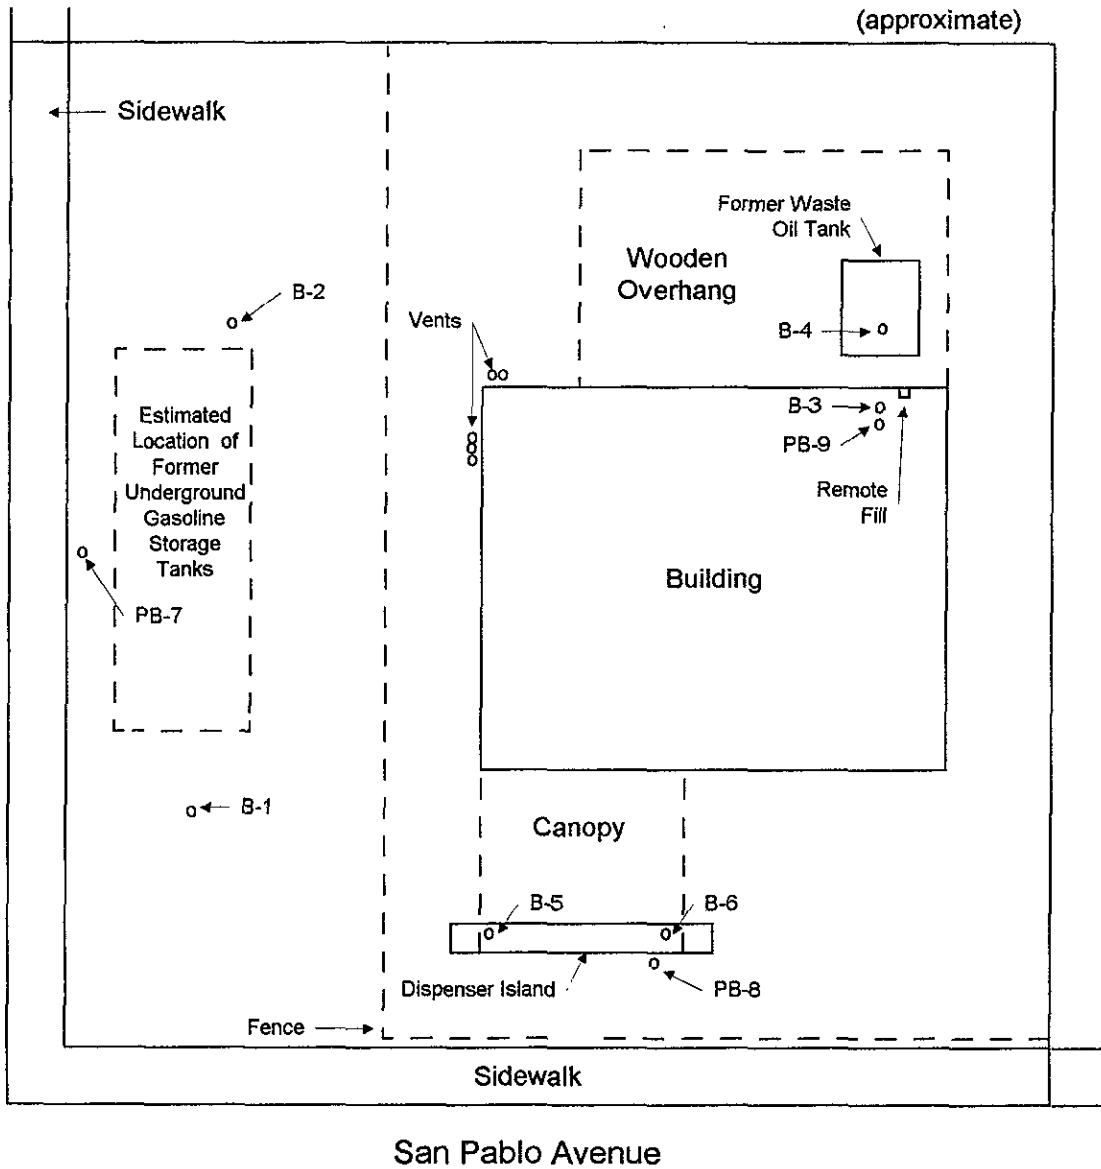 (approximate)
Sidewalk
Former Waste
Oil Tank
Wooden
Overhang
B-2
Vents
B-4
Estimated
Location of
Former
Underground
Gasoline
Storage
Tanks
B-3
PB-9
Remote
Fill
Building
PB-7
B-1
Canopy
B-5
B-6
Dispenser Island
PB-8
Fence
Sidewalk
San Pablo Avenue